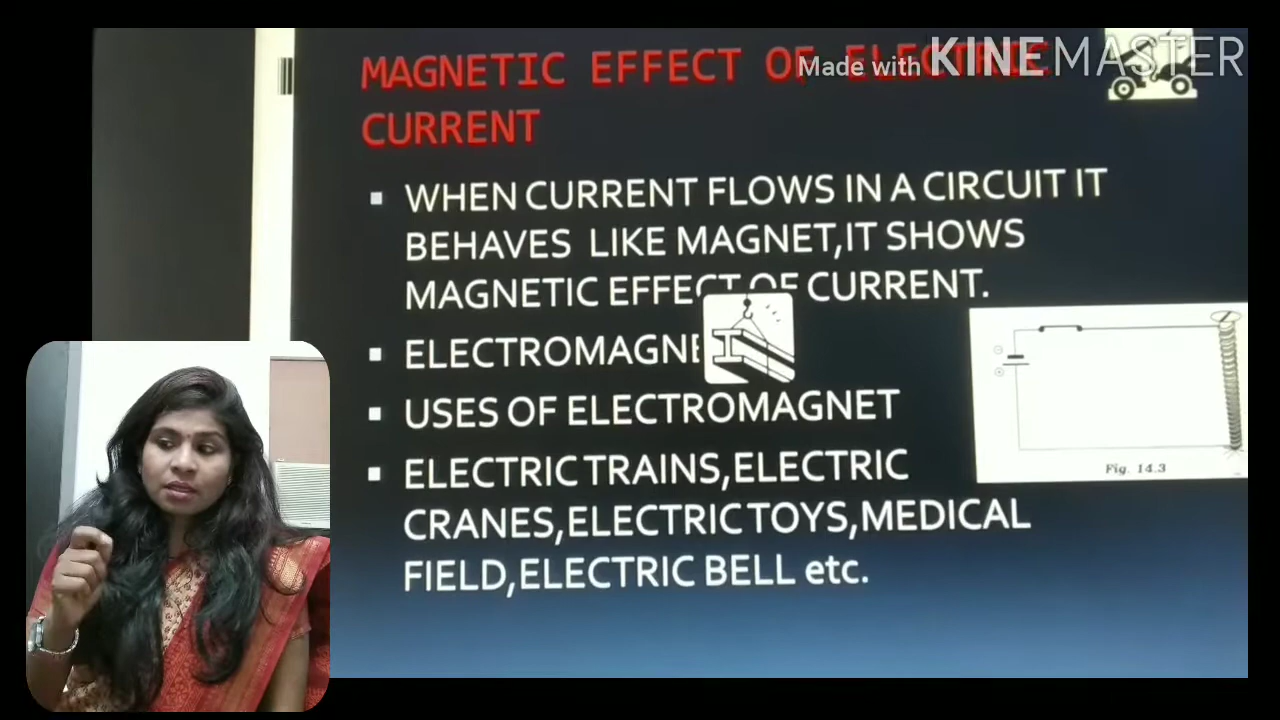 MAGNETIC EFFECT OF ELECTRIC
CURRENT
Made with KINEMASTER
WHEN CURRENT FLOWS IN A CIRCUIT IT
BEHAVES LIKE MAGNET,IT SHOWS
MAGNETIC EFFECT OF CURRENT.
ELECTROMAGNE
USES OF ELECTROMAGNET
ELECTRIC TRAINS,ELECTRIC
CRANES,ELECTRIC TOYS,MEDICAL
FIELD,ELECTRIC BELL etc.
Fig. 14.3